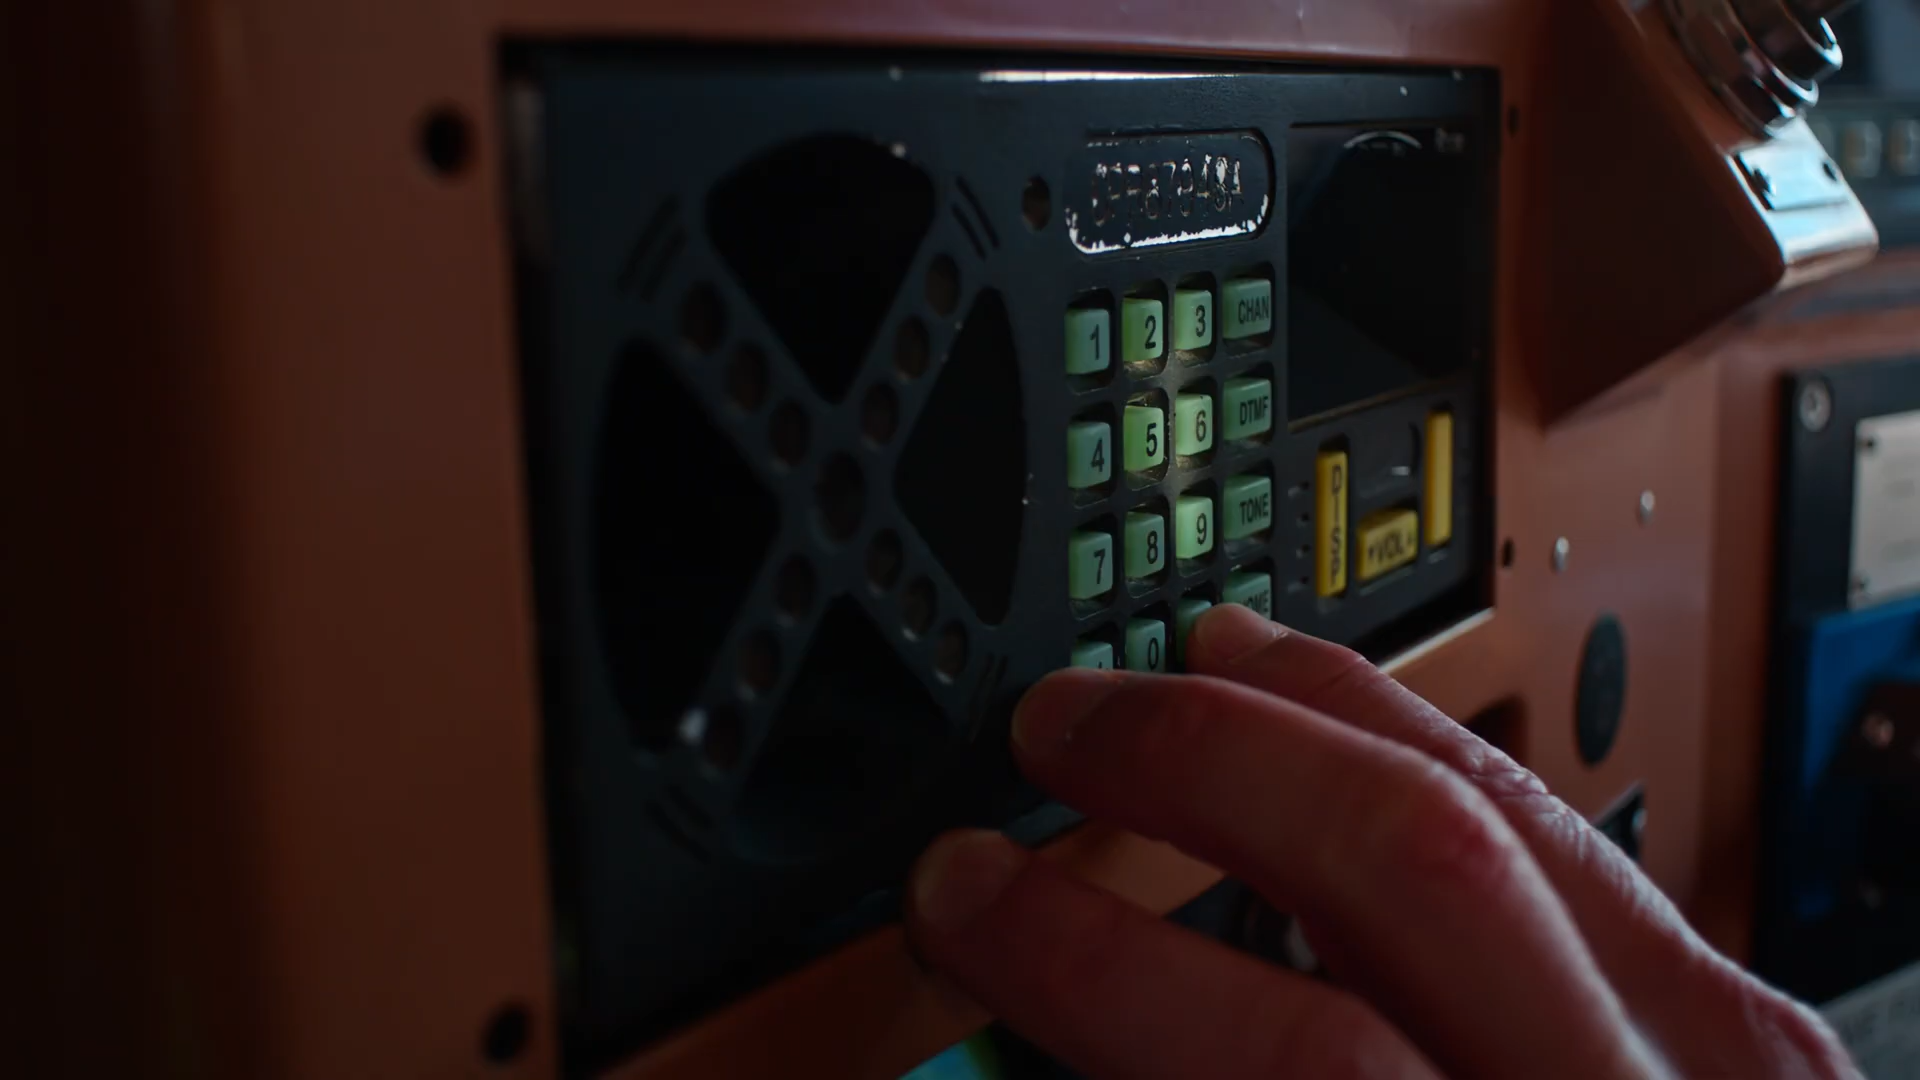 1 2 3 CHAN
4 5 6 DTMF
7 8 9 TONE
0
DISP
▼VOL▲